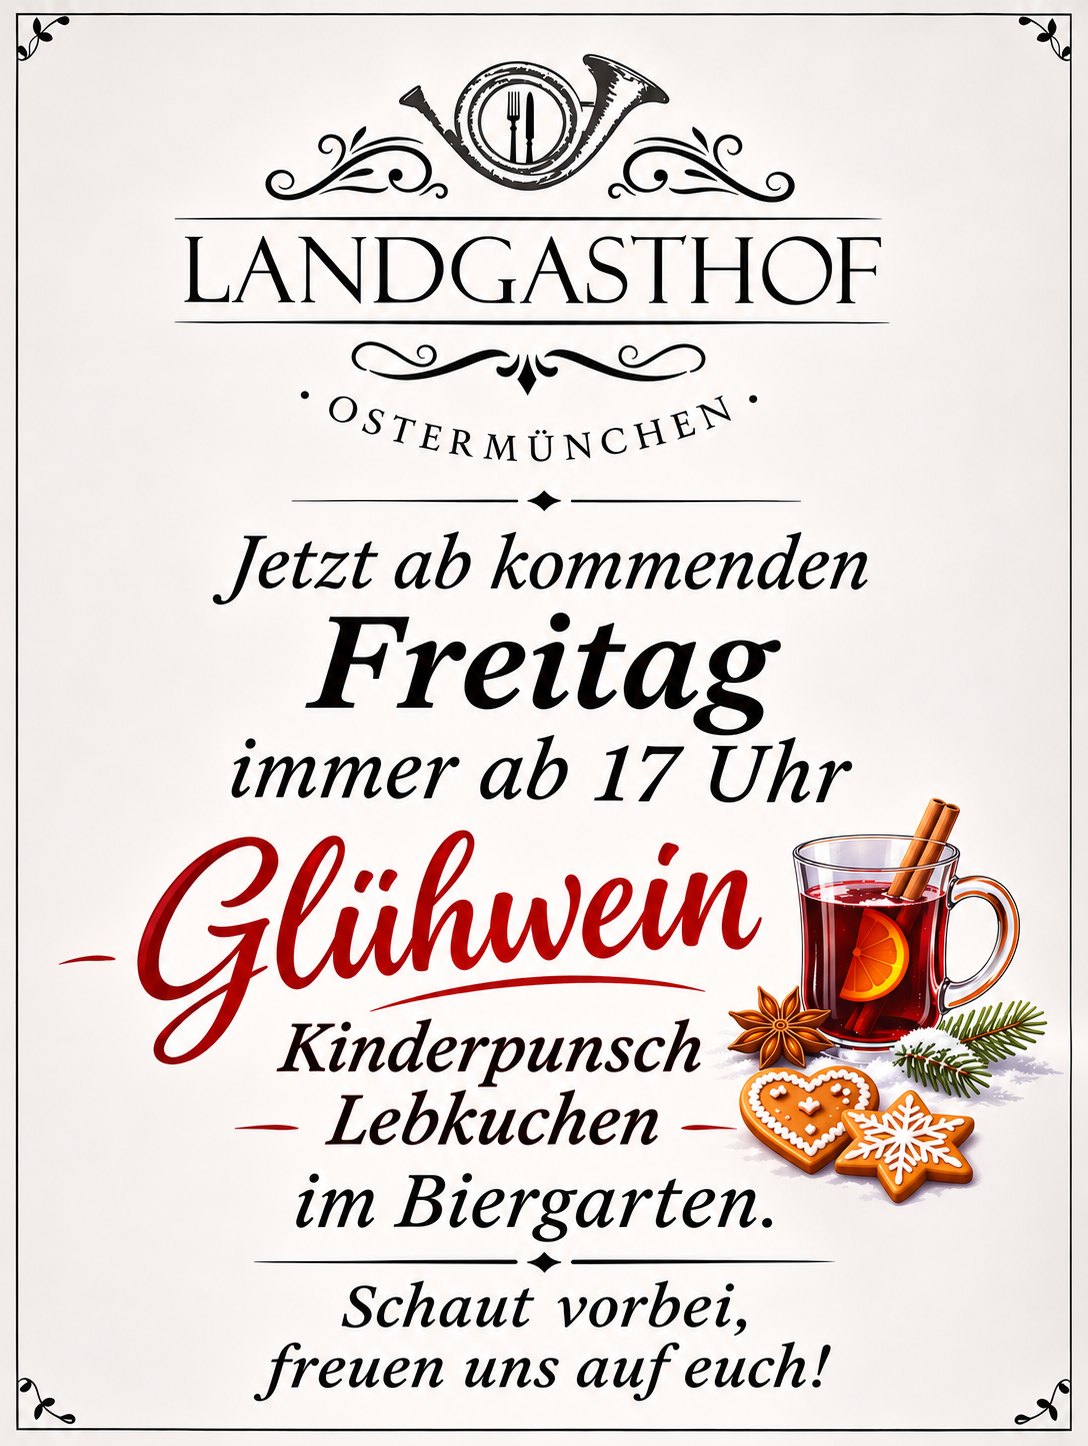 LANDGASTHOF
• OSTERMÜNCHEN •
Jetzt ab kommenden
Freitag
immer ab 17 Uhr
Glühwein
Kinderpunsch
Lebkuchen
im Biergarten.
Schaut vorbei,
freuen uns auf euch!